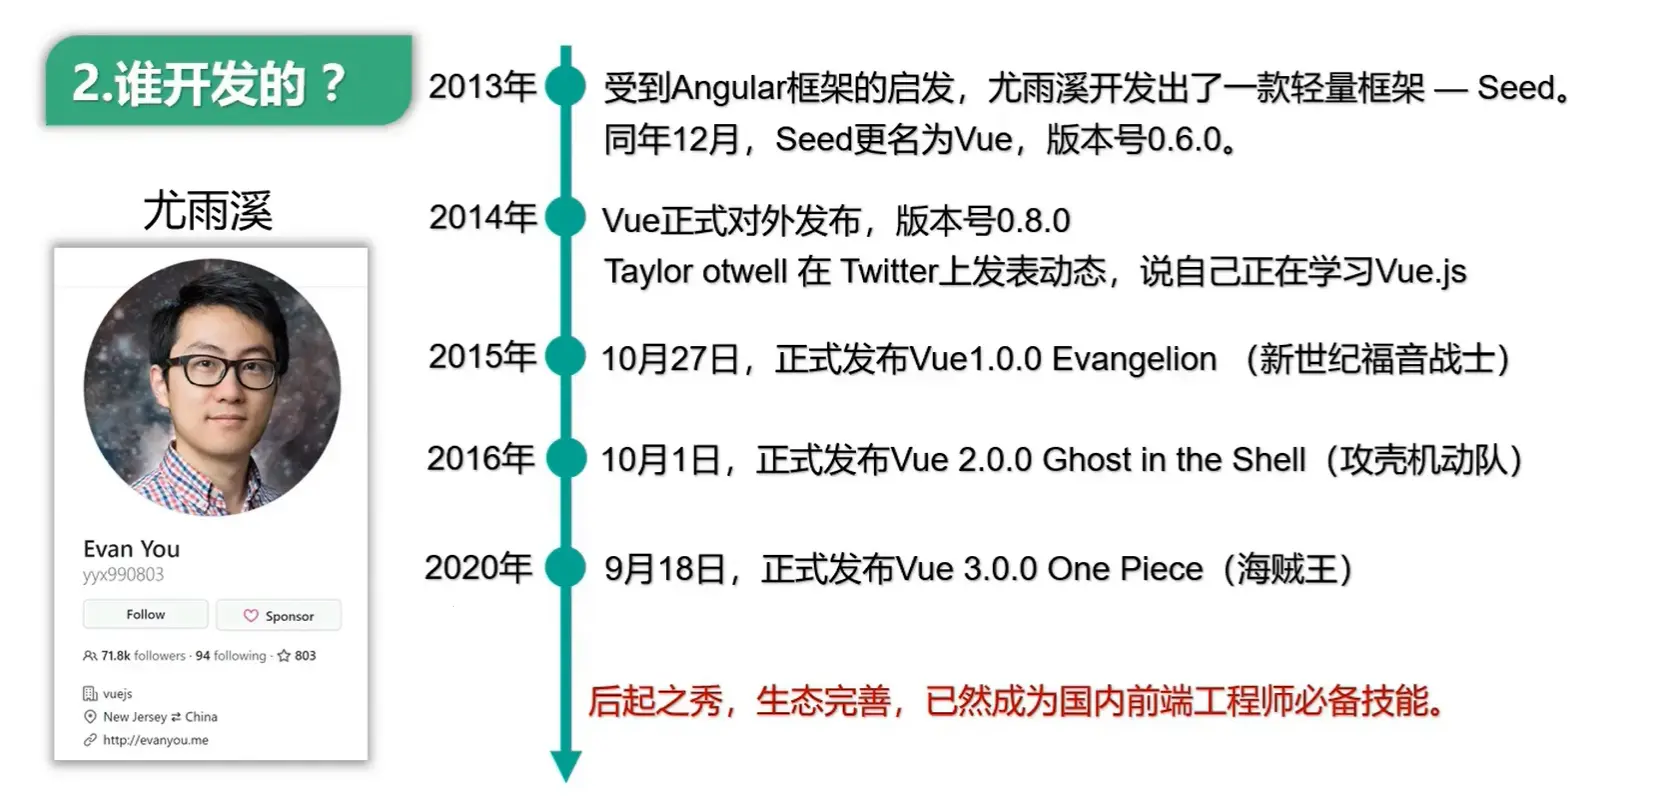 2.谁开发的？
尤雨溪
Evan You
yyx990803
Follow
Sponsor
71.8k followers · 94 following · 803
vuejs
New Jersey ⇄ China
http://evanyou.me
2013年
受到Angular框架的启发，尤雨溪开发出了一款轻量框架 — Seed。
同年12月，Seed更名为Vue，版本号0.6.0。
2014年
Vue正式对外发布，版本号0.8.0
Taylor otwell 在 Twitter上发表动态，说自己正在学习Vue.js
2015年
10月27日，正式发布Vue1.0.0 Evangelion （新世纪福音战士）
2016年
10月1日，正式发布Vue 2.0.0 Ghost in the Shell（攻壳机动队）
2020年
9月18日，正式发布Vue 3.0.0 One Piece（海贼王）
后起之秀，生态完善，已然成为国内前端工程师必备技能。